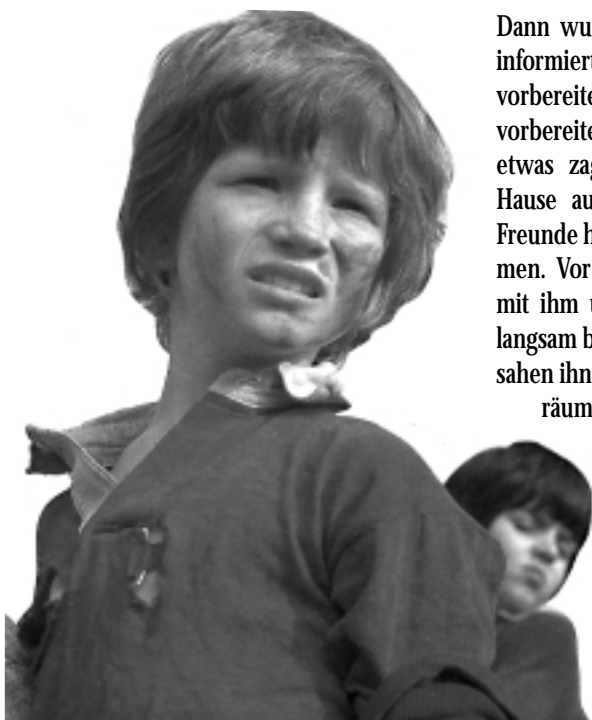 Dann wu
informiert
vorbereite
vorbereite
etwas zag
Hause au
Freunde h
men. Vor
mit ihm u
langsam b
sahen ihn
räum